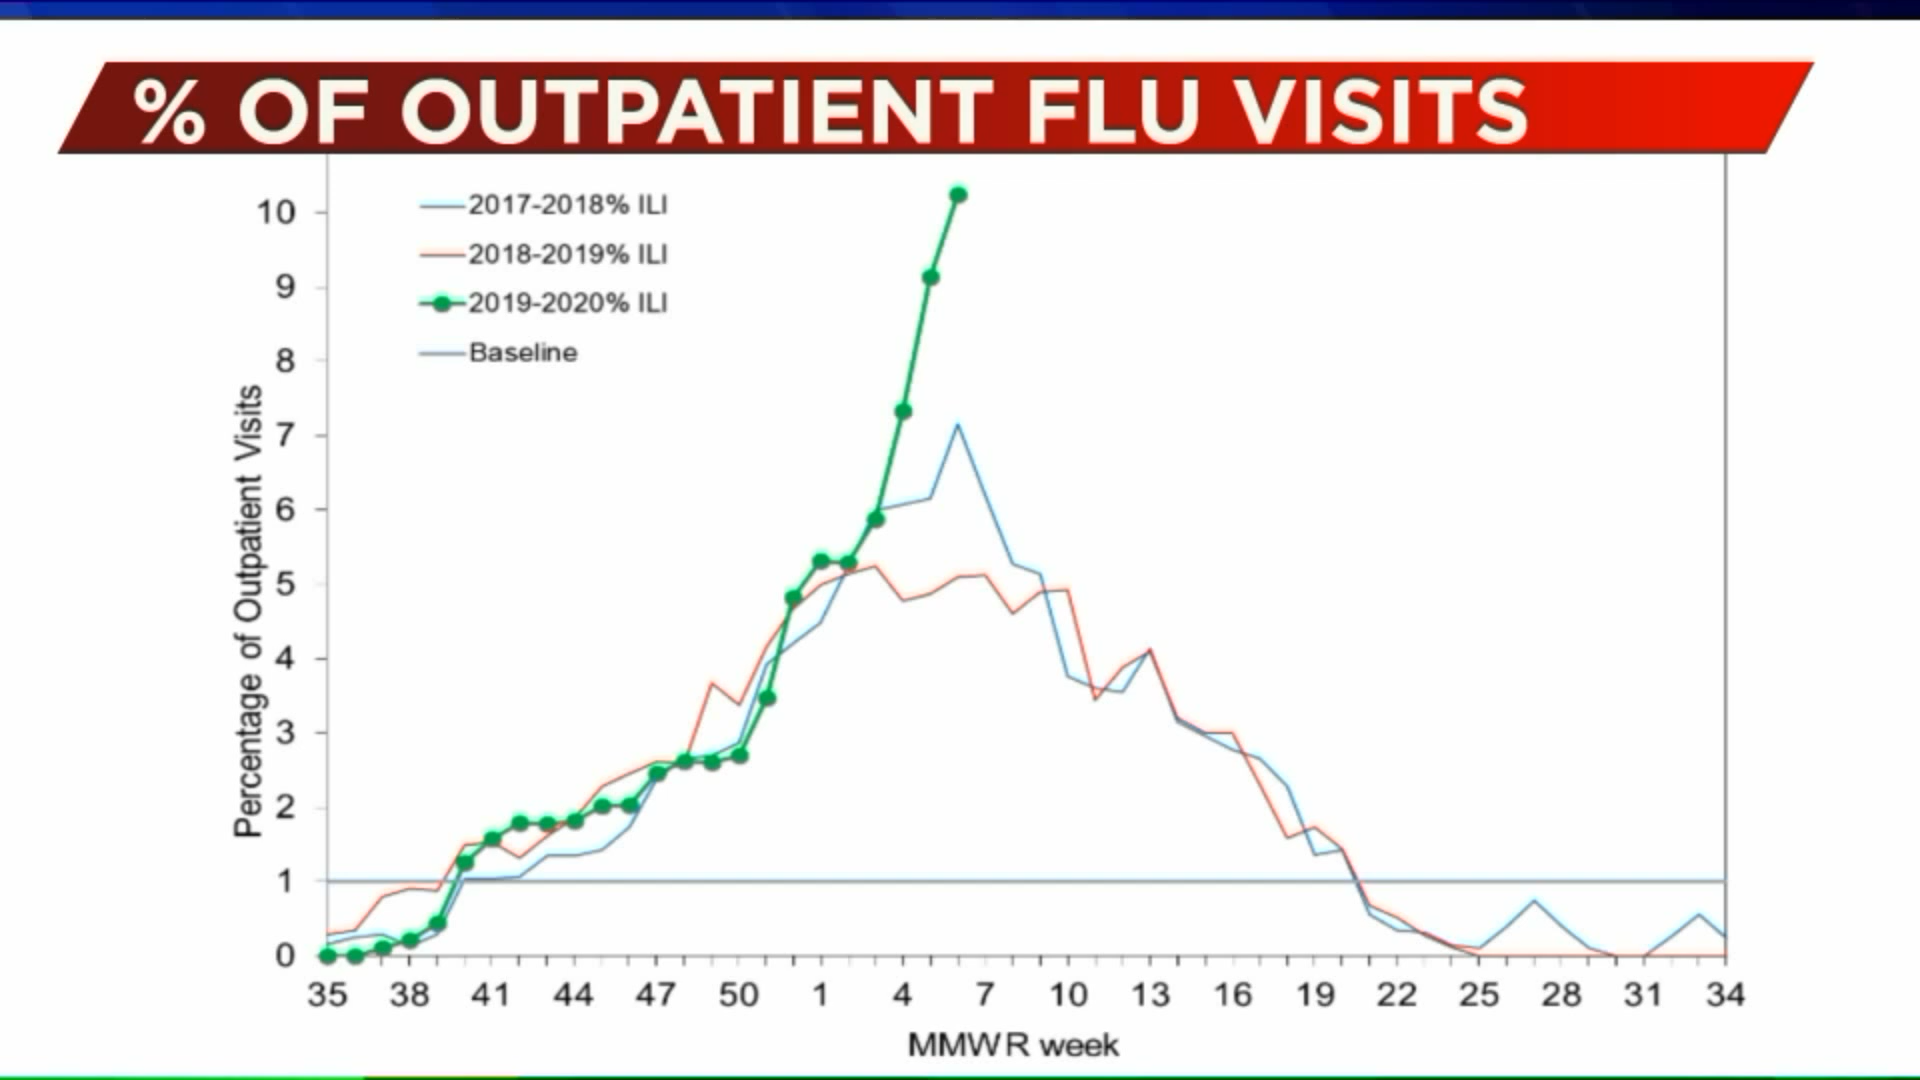 % OF OUTPATIENT FLU VISITS
2017-2018% ILI
2018-2019% ILI
2019-2020% ILI
Baseline
Percentage of Outpatient Visits
10
9
8
7
6
5
4
3
2
1
0
35 38 41 44 47 50 1 4 7 10 13 16 19 22 25 28 31 34
MMWR week